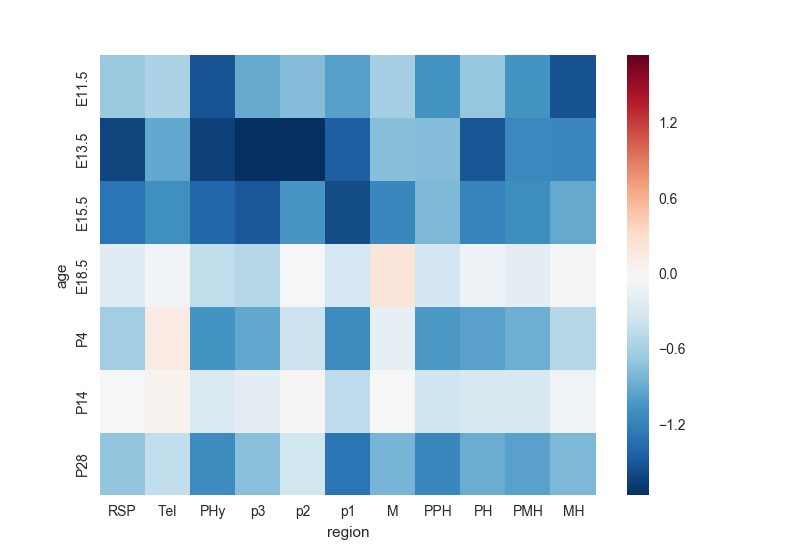 age
E11.5
E13.5
E15.5
E18.5
P4
P14
P28
RSP Tel PHy p3 p2 p1 M PPH PH PMH MH
region
1.2
0.6
0.0
−0.6
−1.2